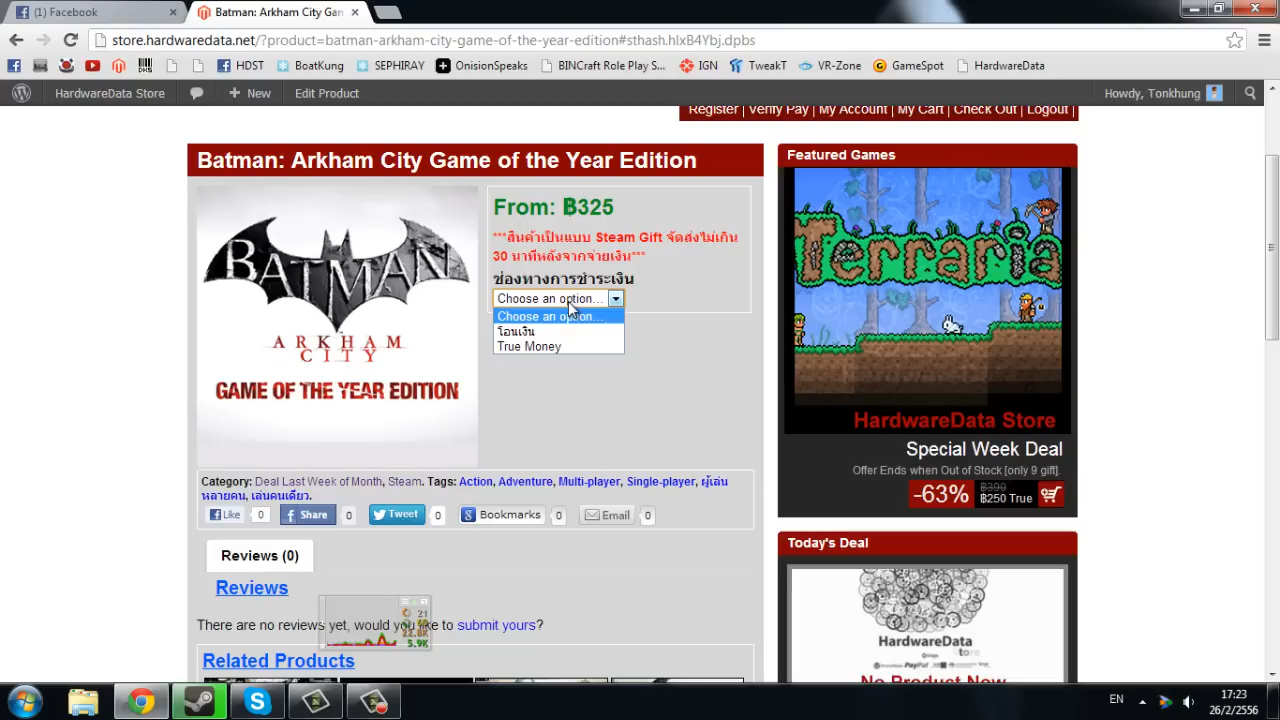 (1) Facebook
Batman: Arkham City Gam
store.hardwaredata.net/?product=batman-arkham-city-game-of-the-year-edition#sthash.hlxB4Ybj.dpbs
HDST BoatKung SEPHIRAY OnisionSpeaks BINCraft Role Play S... IGN TweakT VR-Zone GameSpot HardwareData
HardwareData Store New Edit Product Howdy, Tonkhung
Register | Verify Pay | My Account | My Cart | Check Out | Logout |
Batman: Arkham City Game of the Year Edition
BATMAN
ARKHAM
CITY
GAME OF THE YEAR EDITION
From: ฿325
***สินค้าเป็นแบบ Steam Gift จัดส่งไม่เกิน
30 นาทีหลังจากจ่ายเงิน***
ช่องทางการชำระเงิน
Choose an option...
Choose an option...
โอนเงิน
True Money
Category: Deal Last Week of Month, Steam. Tags: Action, Adventure, Multi-player, Single-player, ผู้เล่น
หลายคน, เล่นคนเดียว.
Like 0 Share 0 Tweet 0 Bookmarks 0 Email 0
Reviews (0)
Reviews
There are no reviews yet, would you like to submit yours?
21
22.8K
5.9K
Related Products
Featured Games
Terraria
HardwareData Store
Special Week Deal
Offer Ends when Out of Stock [only 9 gift].
-63%
฿390
฿250 True
Today's Deal
HardwareData
PayPal
No Product Now
EN
17:23
26/2/2556